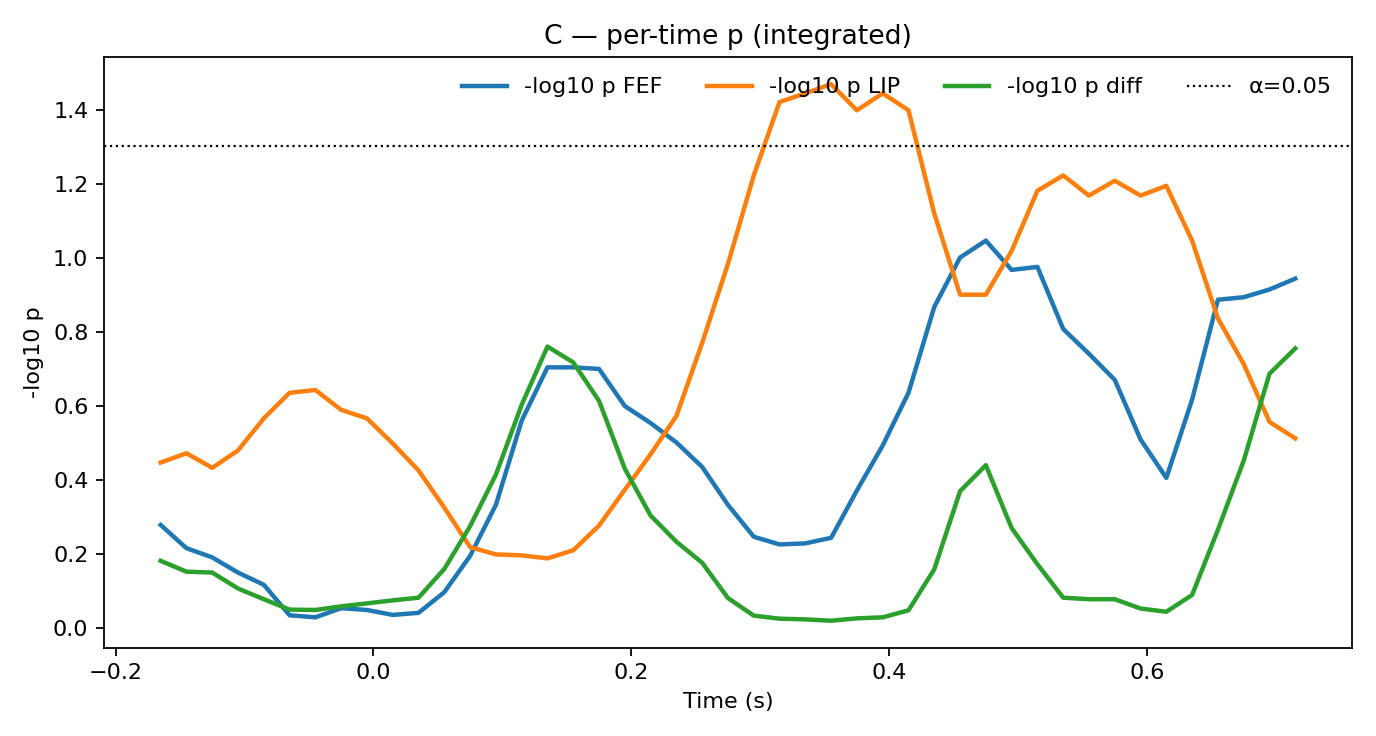 C — per-time p (integrated)
-log10 p FEF -log10 p LIP -log10 p diff α=0.05
1.4
1.2
1.0
0.8
0.6
0.4
0.2
0.0
-log10 p
−0.2 0.0 0.2 0.4 0.6
Time (s)